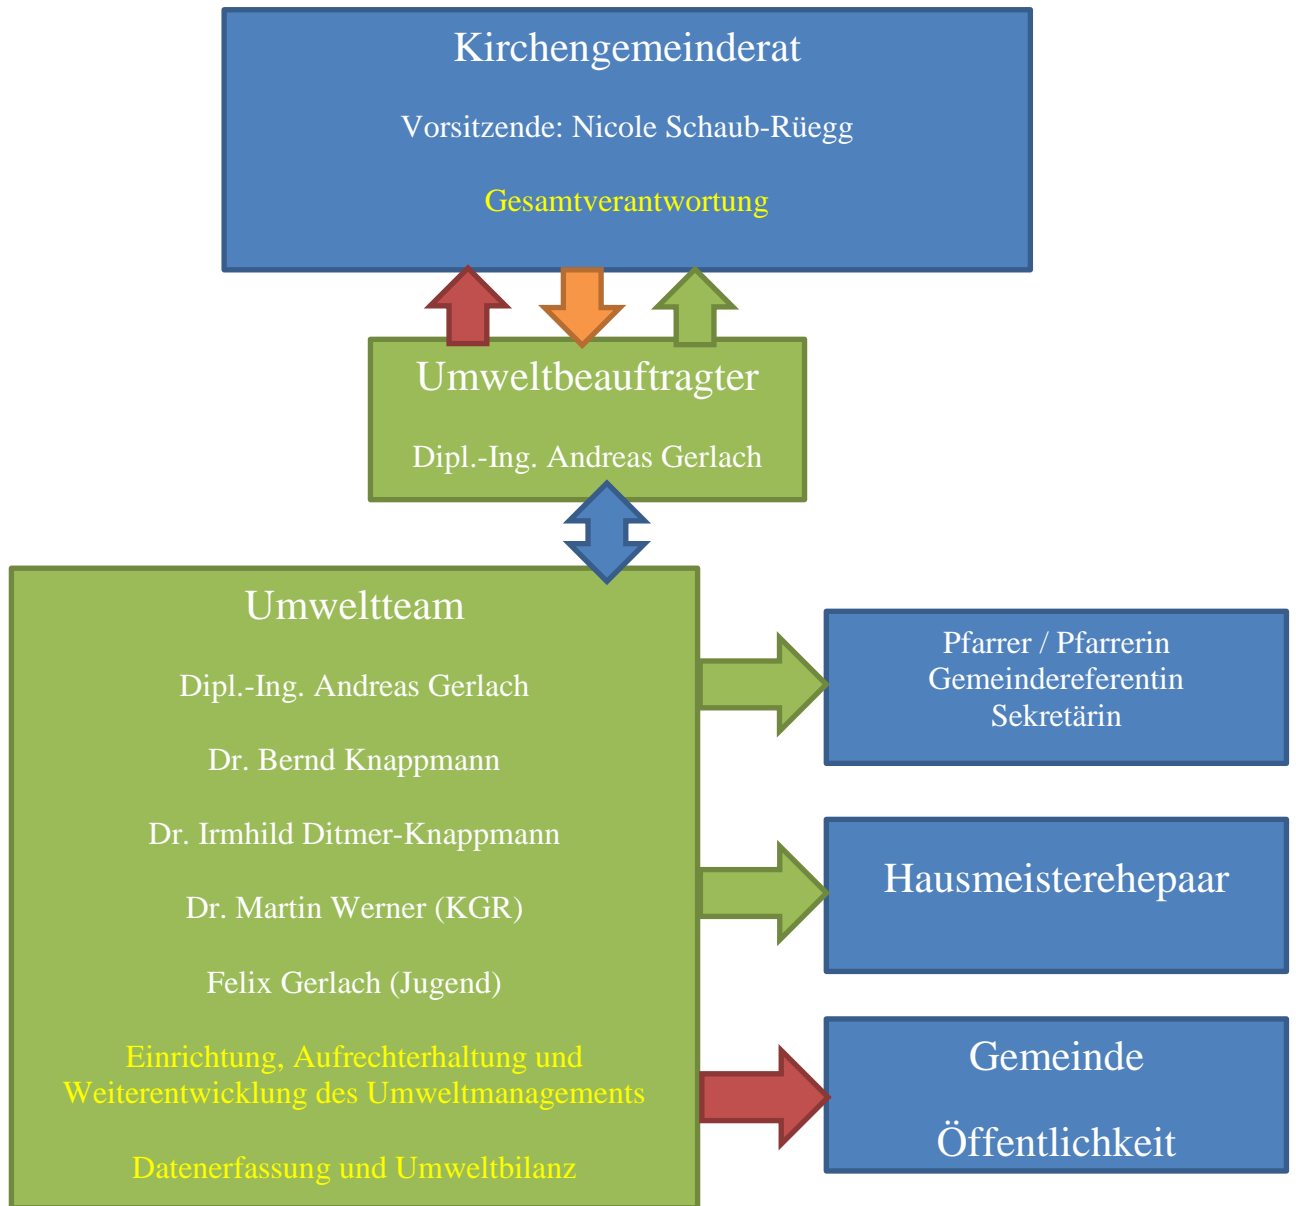 Kirchengemeinderat
Vorsitzende: Nicole Schaub-Rüegg
Gesamtverantwortung
Umweltbeauftragter
Dipl.-Ing. Andreas Gerlach
Umweltteam
Dipl.-Ing. Andreas Gerlach
Dr. Bernd Knappmann
Dr. Irmhild Ditmer-Knappmann
Dr. Martin Werner (KGR)
Felix Gerlach (Jugend)
Einrichtung, Aufrechterhaltung und
Weiterentwicklung des Umweltmanagements
Datenerfassung und Umweltbilanz
Pfarrer / Pfarrerin
Gemeindereferentin
Sekretärin
Hausmeisterehepaar
Gemeinde
Öffentlichkeit